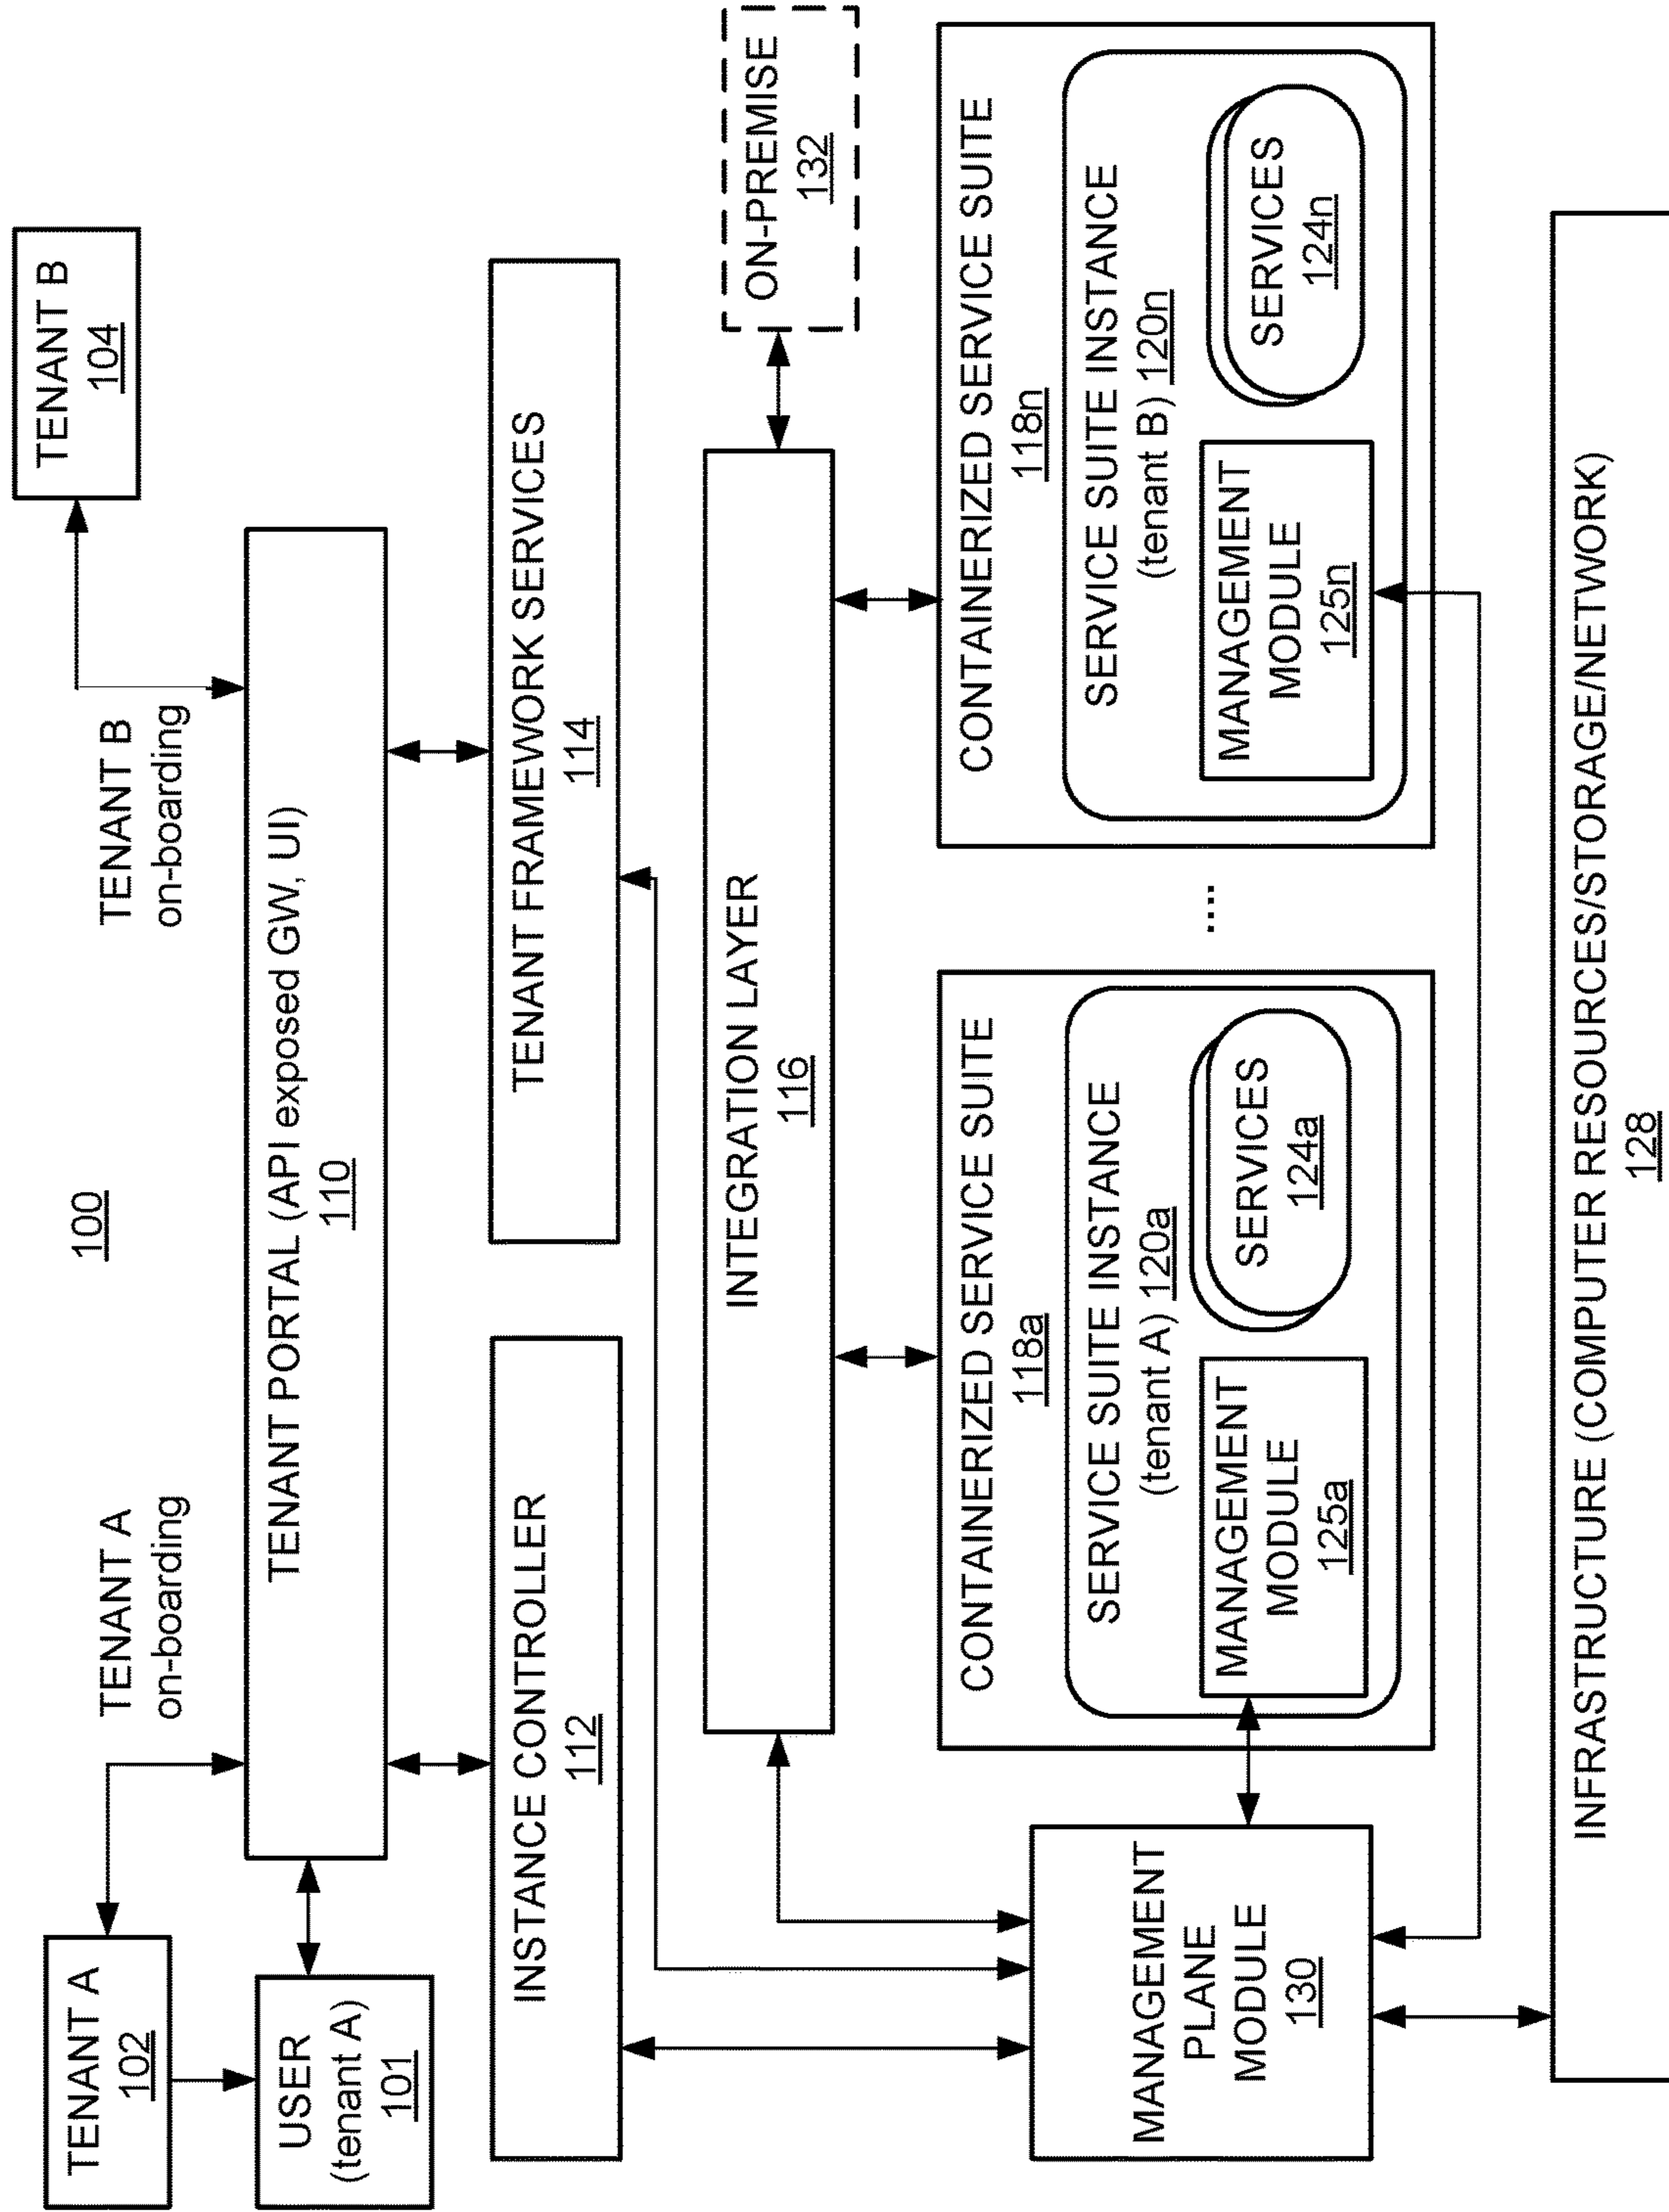 100
TENANT A
102
TENANT A
on-boarding
TENANT B
on-boarding
TENANT B
104
USER
(tenant A)
101
TENANT PORTAL (API exposed GW, UI)
110
INSTANCE CONTROLLER
112
TENANT FRAMEWORK SERVICES
114
INTEGRATION LAYER
116
ON-PREMISE
132
MANAGEMENT
PLANE
MODULE
130
CONTAINERIZED SERVICE SUITE
118a
SERVICE SUITE INSTANCE
(tenant A) 120a
MANAGEMENT
MODULE
125a
SERVICES
124a
....
CONTAINERIZED SERVICE SUITE
118n
SERVICE SUITE INSTANCE
(tenant B) 120n
MANAGEMENT
MODULE
125n
SERVICES
124n
INFRASTRUCTURE (COMPUTER RESOURCES/STORAGE/NETWORK)
128